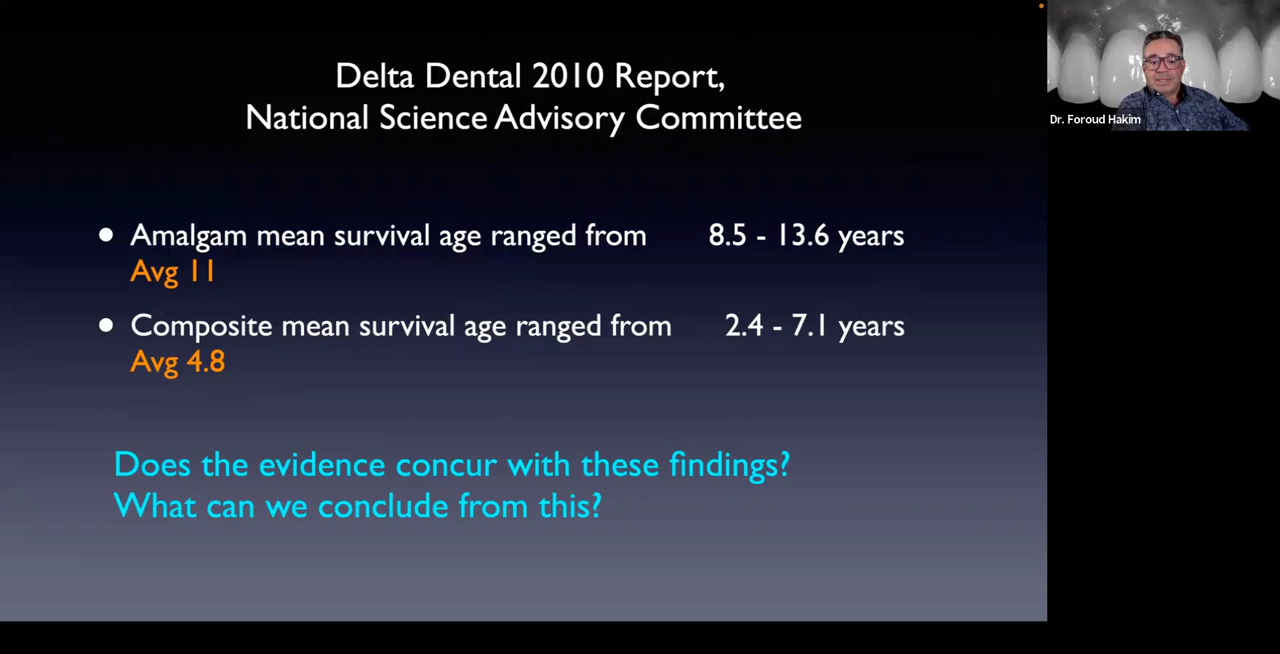 Delta Dental 2010 Report,
National Science Advisory Committee
• Amalgam mean survival age ranged from 8.5 - 13.6 years
Avg 11
• Composite mean survival age ranged from 2.4 - 7.1 years
Avg 4.8
Does the evidence concur with these findings?
What can we conclude from this?
Dr. Foroud Hakim